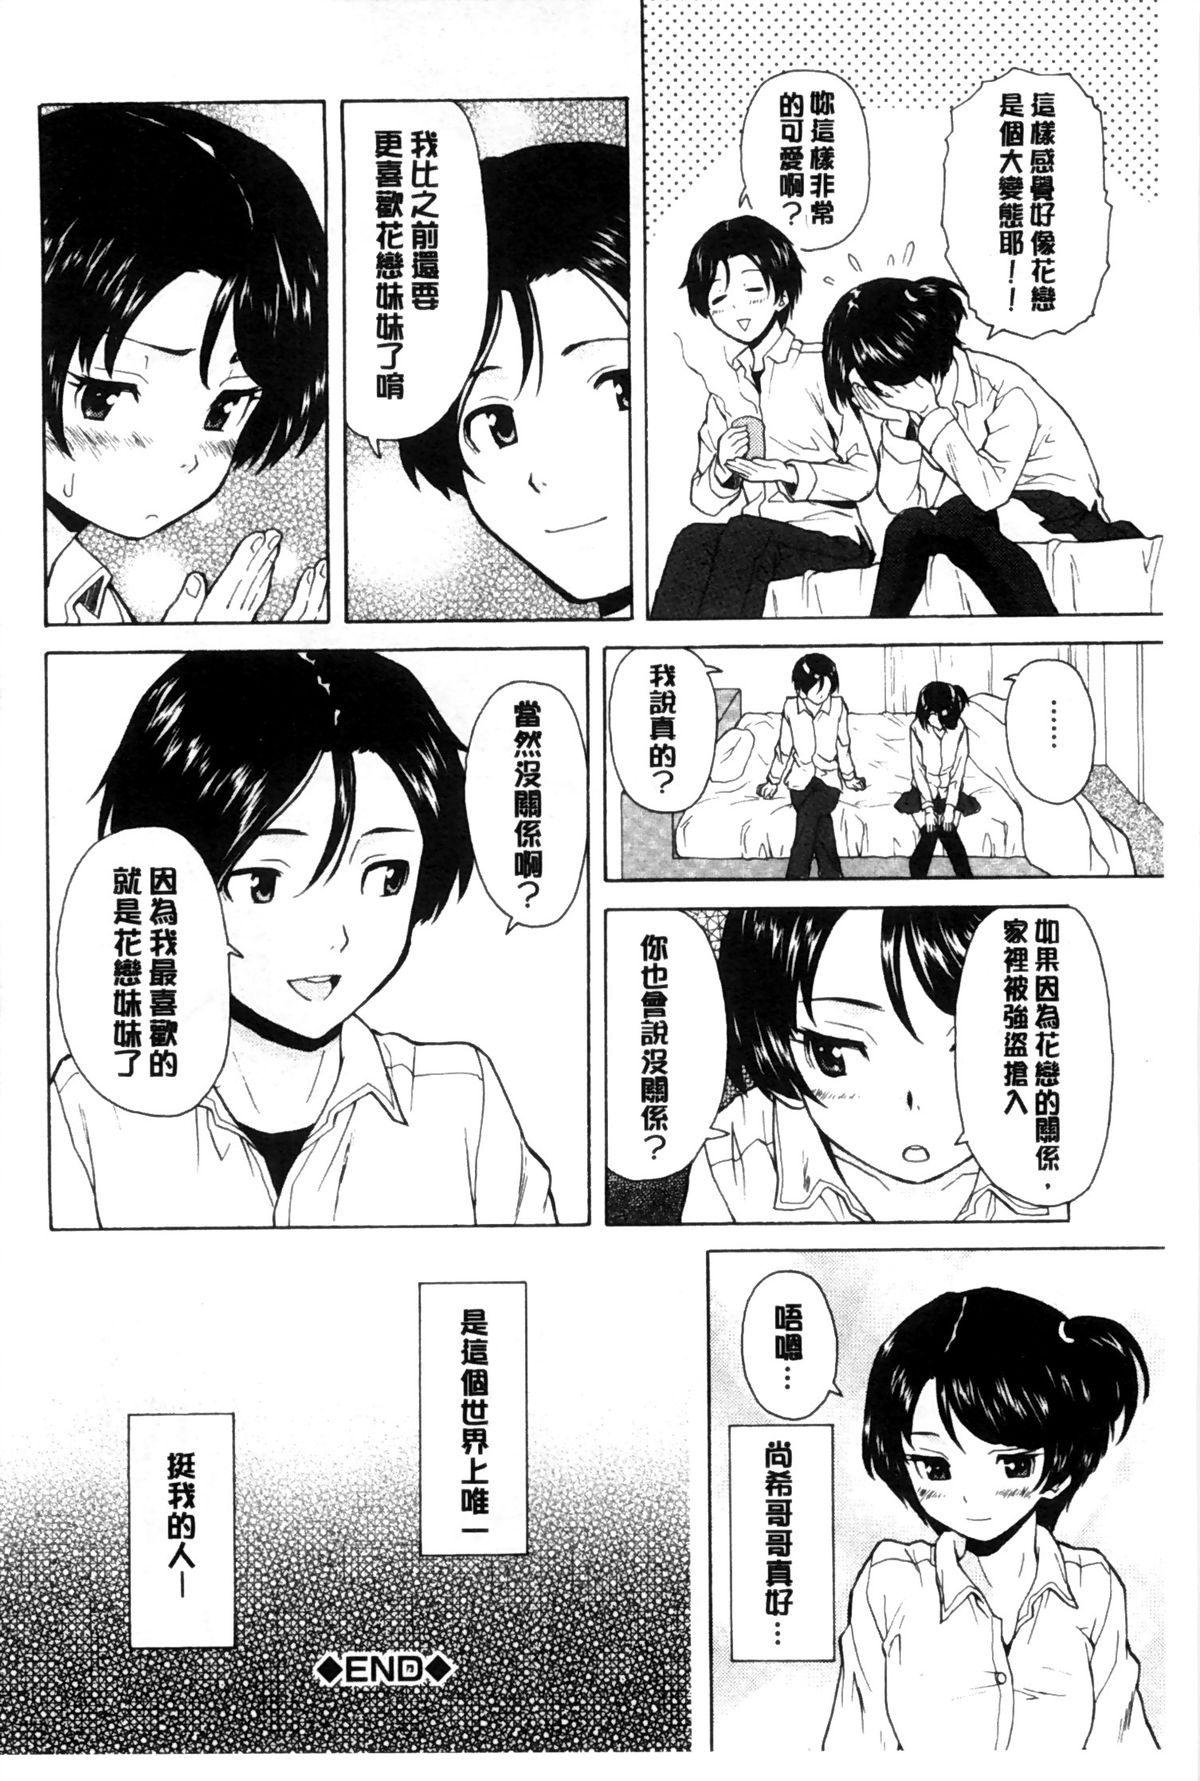 這樣感覺好像花戀
是個大變態耶！！
妳這樣非常
的可愛啊？
我比之前還要
更喜歡花戀妹妹了唷
……
我說真的？
如果因為花戀的關係，
家裡被強盜搶入
你也會說沒關係？
當然沒關係啊？
因為我最喜歡的
就是花戀妹妹了
唔嗯…
尚希哥哥真好…
是這個世界上唯一
挺我的人—
◆END◆